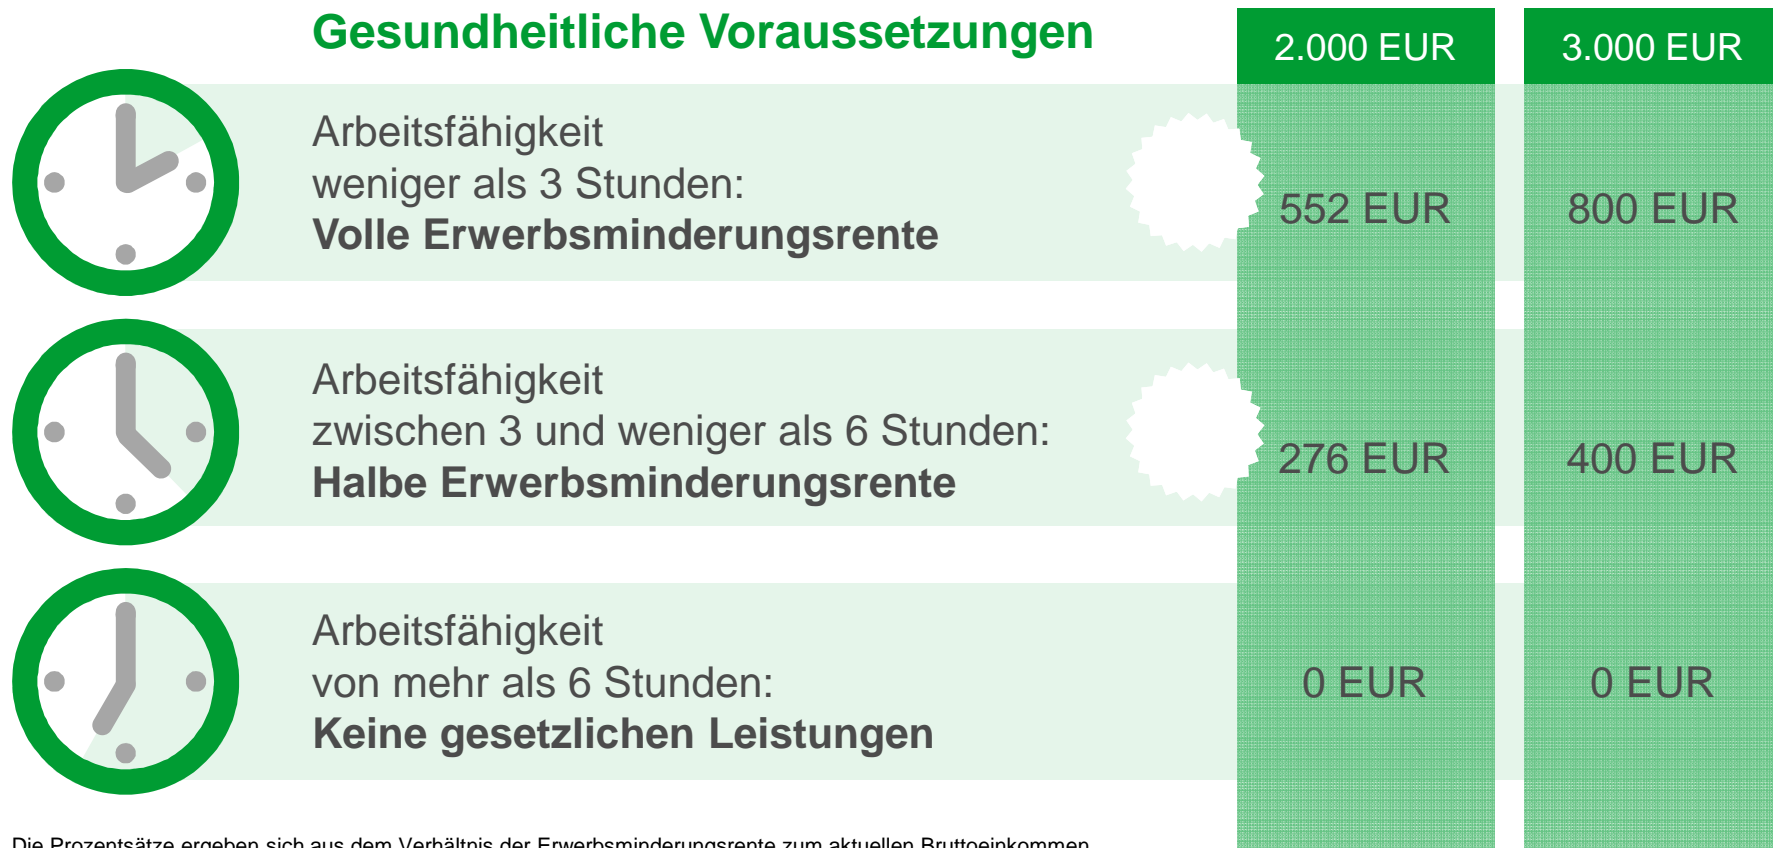 Gesundheitliche Voraussetzungen
2.000 EUR
3.000 EUR
Arbeitsfähigkeit
weniger als 3 Stunden:
Volle Erwerbsminderungsrente
552 EUR
800 EUR
Arbeitsfähigkeit
zwischen 3 und weniger als 6 Stunden:
Halbe Erwerbsminderungsrente
276 EUR
400 EUR
Arbeitsfähigkeit
von mehr als 6 Stunden:
Keine gesetzlichen Leistungen
0 EUR
0 EUR
Die Prozentsätze ergeben sich aus dem Verhältnis der Erwerbsminderungsrente zum aktuellen Bruttoeinkommen